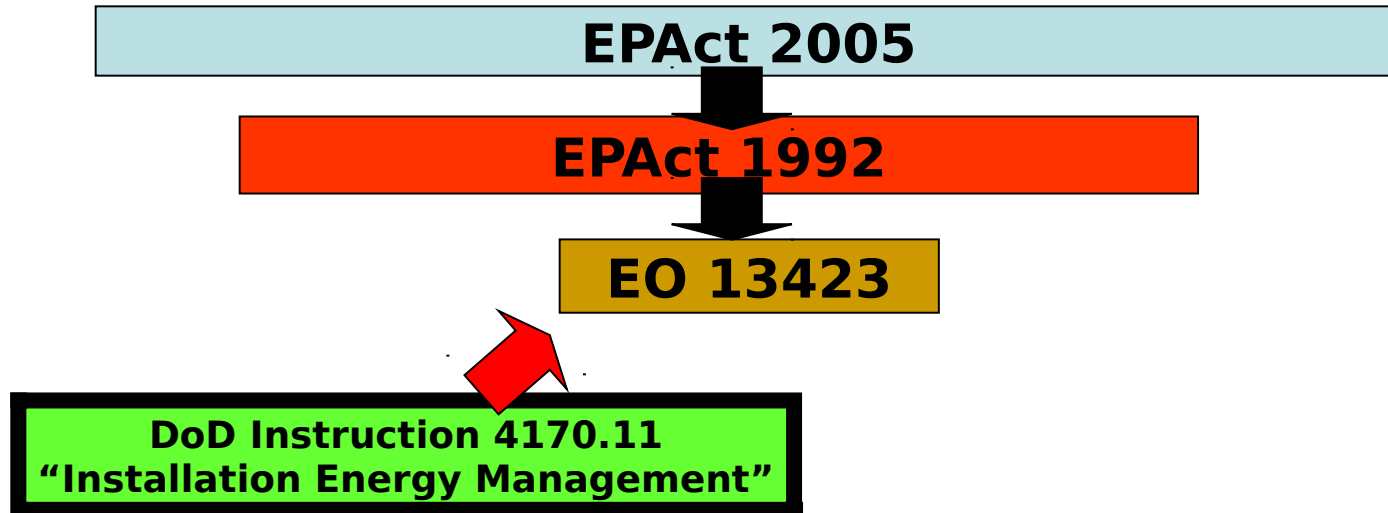 EPAct 2005
EPAct 1992
EO 13423
DoD Instruction 4170.11
“Installation Energy Management”